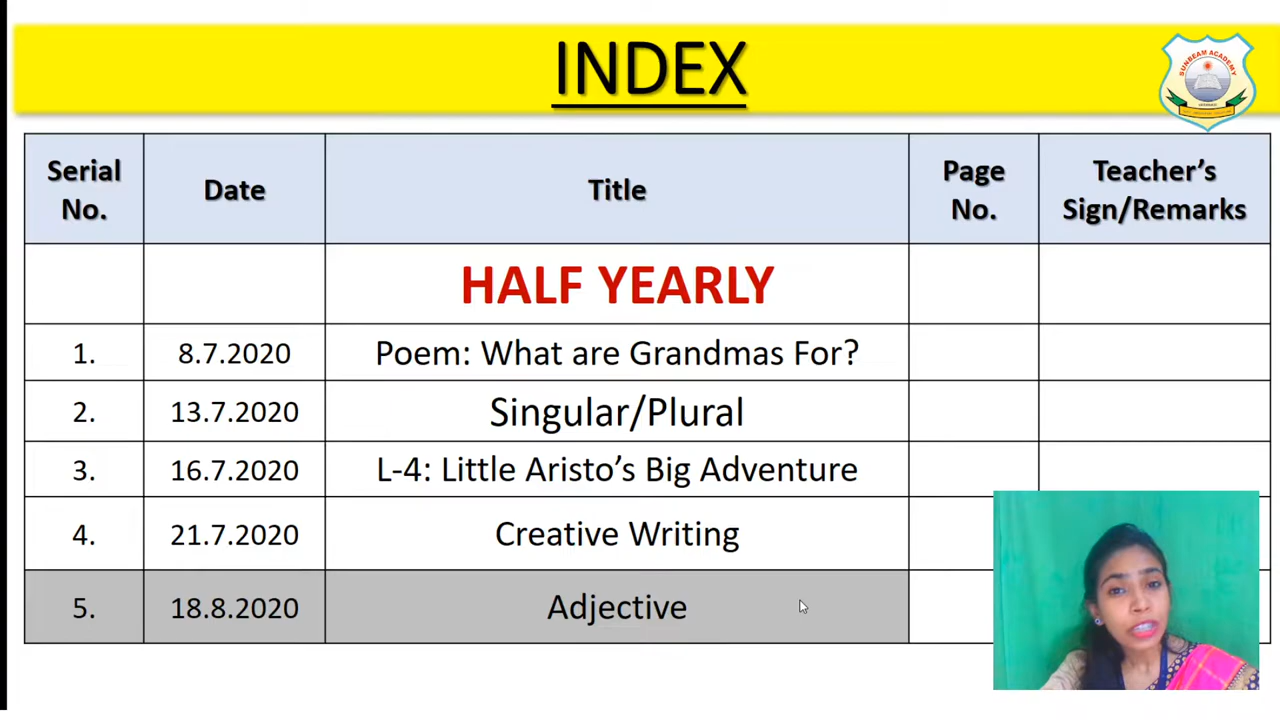 INDEX
SUNBEAM ACADEMY
Serial No. Date Title Page No. Teacher’s Sign/Remarks
HALF YEARLY
1. 8.7.2020 Poem: What are Grandmas For?
2. 13.7.2020 Singular/Plural
3. 16.7.2020 L-4: Little Aristo’s Big Adventure
4. 21.7.2020 Creative Writing
5. 18.8.2020 Adjective